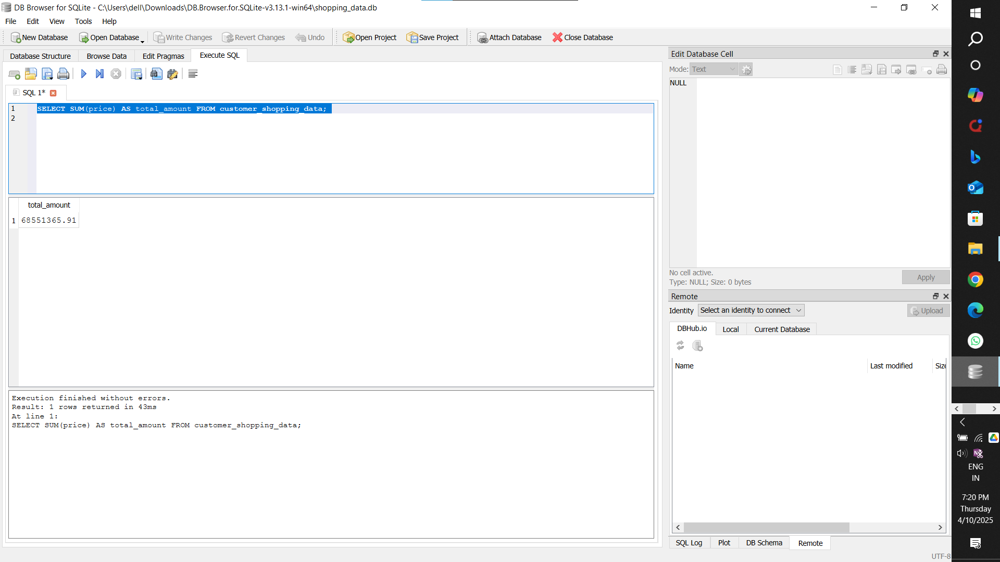 DB Browser for SQLite - C:\Users\dell\Downloads\DB.Browser.for.SQLite-v3.13.1-win64\shopping_data.db
File Edit View Tools Help
New Database Open Database Write Changes Revert Changes Undo Open Project Save Project Attach Database Close Database
Database Structure Browse Data Edit Pragmas Execute SQL
SQL 1*
1 SELECT SUM(price) AS total_amount FROM customer_shopping_data;
2
total_amount
1 68551365.91
Execution finished without errors.
Result: 1 rows returned in 43ms
At line 1:
SELECT SUM(price) AS total_amount FROM customer_shopping_data;
Edit Database Cell
Mode: Text
NULL
No cell active.
Type: NULL; Size: 0 bytes
Apply
Remote
Identity Select an identity to connect Upload
DBHub.io Local Current Database
Name Last modified Size
SQL Log Plot DB Schema Remote
UTF-8
ENG
IN
7:20 PM
Thursday
4/10/2025